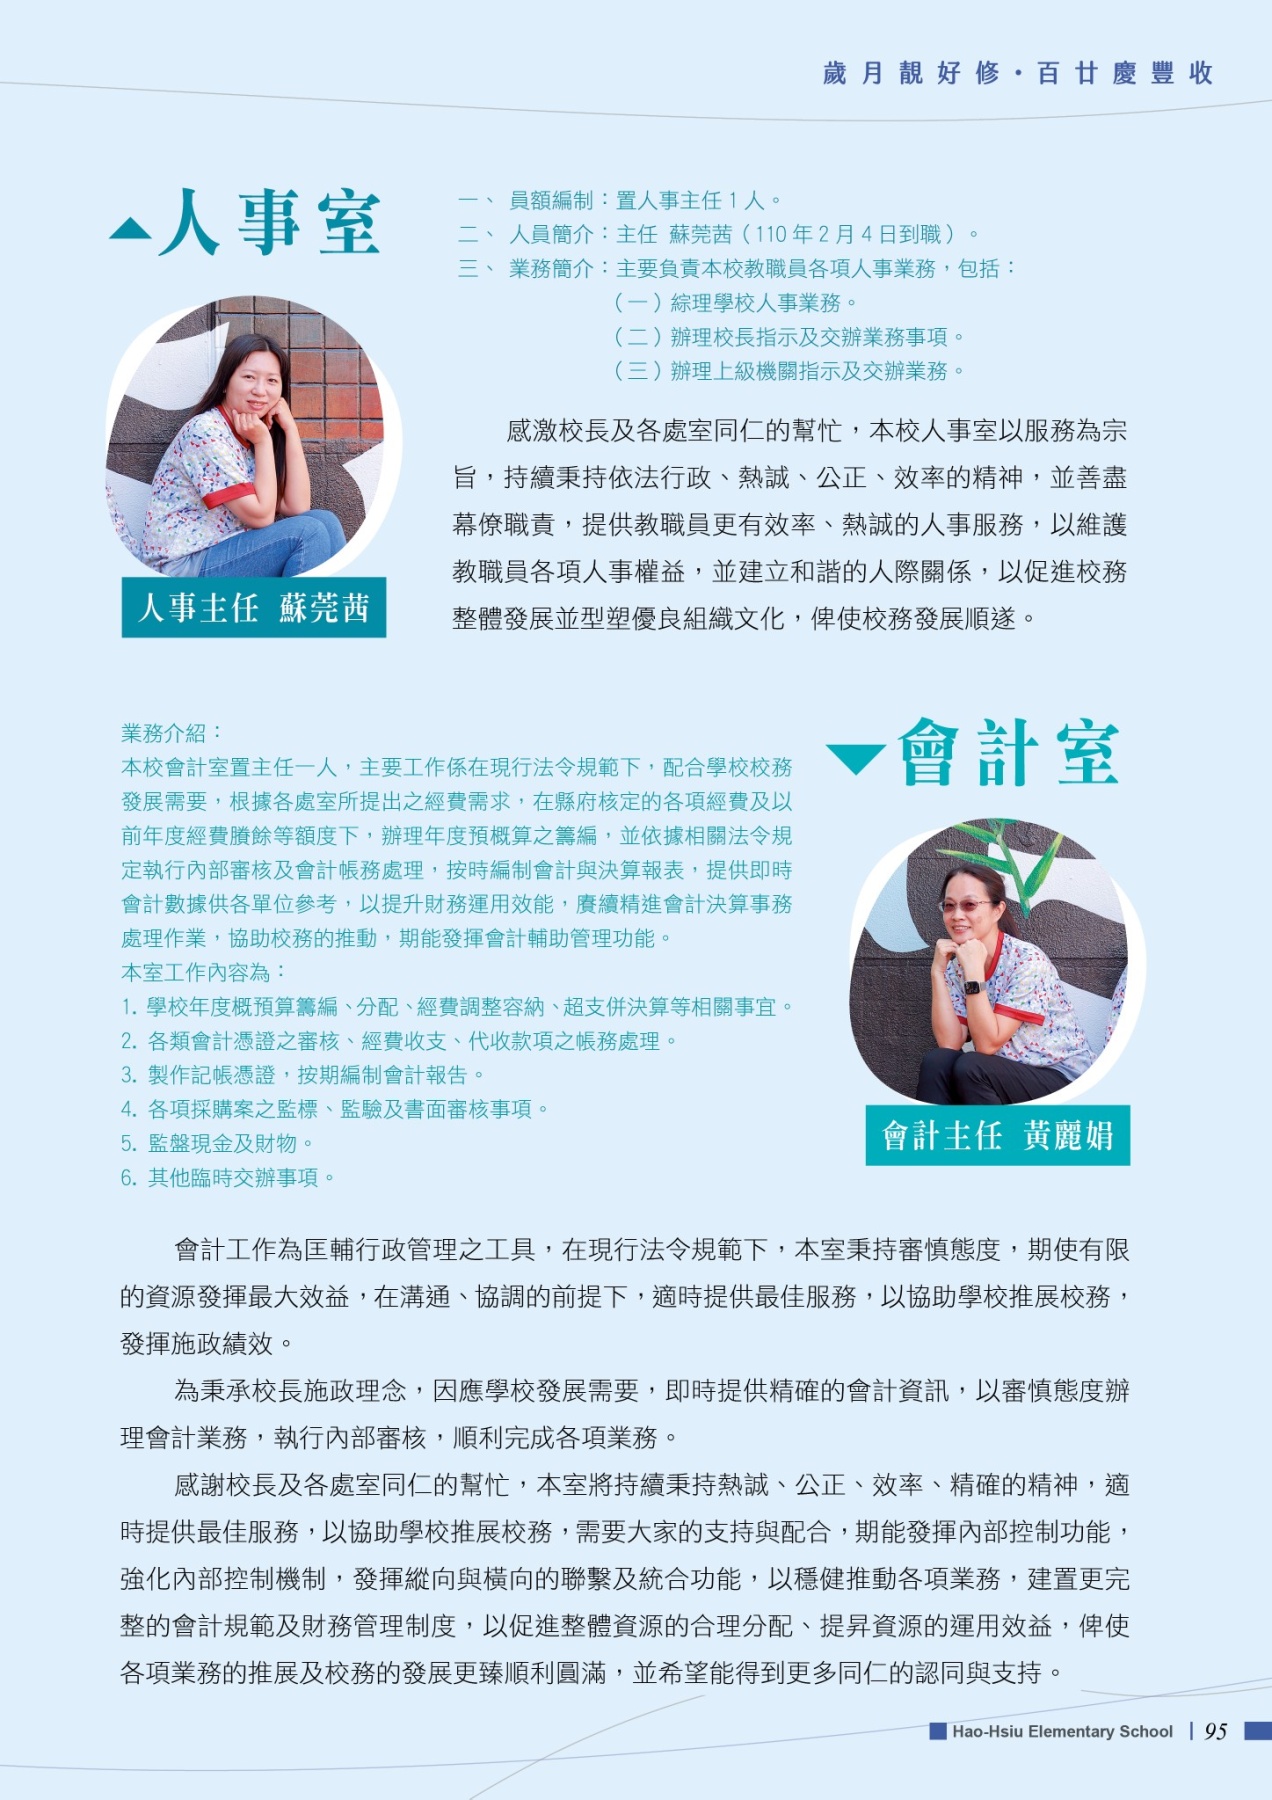 歲月靚好修•百廿慶豐收
人事室
一、 員額編制：置人事主任 1 人。
二、 人員簡介：主任 蘇莞茜（110 年 2 月 4 日到職）。
三、 業務簡介：主要負責本校教職員各項人事業務，包括：
（一）綜理學校人事業務。
（二）辦理校長指示及交辦業務事項。
（三）辦理上級機關指示及交辦業務。
感激校長及各處室同仁的幫忙，本校人事室以服務為宗
旨，持續秉持依法行政、熱誠、公正、效率的精神，並善盡
幕僚職責，提供教職員更有效率、熱誠的人事服務，以維護
教職員各項人事權益，並建立和諧的人際關係，以促進校務
整體發展並型塑優良組織文化，俾使校務發展順遂。
人事主任 蘇莞茜
會計室
業務介紹：
本校會計室置主任一人，主要工作係在現行法令規範下，配合學校校務
發展需要，根據各處室所提出之經費需求，在縣府核定的各項經費及以
前年度經費賸餘等額度下，辦理年度預概算之籌編，並依據相關法令規
定執行內部審核及會計帳務處理，按時編制會計與決算報表，提供即時
會計數據供各單位參考，以提升財務運用效能，賡續精進會計決算事務
處理作業，協助校務的推動，期能發揮會計輔助管理功能。
本室工作內容為：
1. 學校年度概預算籌編、分配、經費調整容納、超支併決算等相關事宜。
2. 各類會計憑證之審核、經費收支、代收款項之帳務處理。
3. 製作記帳憑證，按期編制會計報告。
4. 各項採購案之監標、監驗及書面審核事項。
5. 監盤現金及財物。
6. 其他臨時交辦事項。
會計主任 黃麗娟
會計工作為匡輔行政管理之工具，在現行法令規範下，本室秉持審慎態度，期使有限
的資源發揮最大效益，在溝通、協調的前提下，適時提供最佳服務，以協助學校推展校務，
發揮施政績效。
為秉承校長施政理念，因應學校發展需要，即時提供精確的會計資訊，以審慎態度辦
理會計業務，執行內部審核，順利完成各項業務。
感謝校長及各處室同仁的幫忙，本室將持續秉持熱誠、公正、效率、精確的精神，適
時提供最佳服務，以協助學校推展校務，需要大家的支持與配合，期能發揮內部控制功能，
強化內部控制機制，發揮縱向與橫向的聯繫及統合功能，以穩健推動各項業務，建置更完
整的會計規範及財務管理制度，以促進整體資源的合理分配、提昇資源的運用效益，俾使
各項業務的推展及校務的發展更臻順利圓滿，並希望能得到更多同仁的認同與支持。
Hao-Hsiu Elementary School | 95